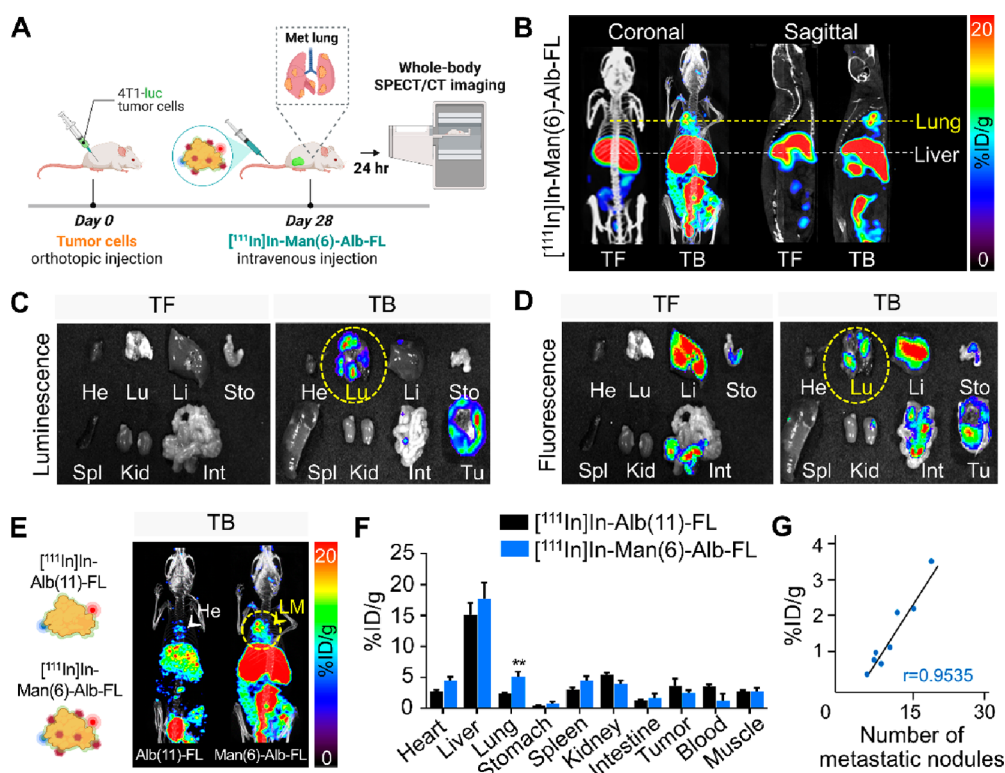 A
Met lung
4T1-luc
tumor cells
Whole-body
SPECT/CT imaging
24 hr
Day 0
Day 28
Tumor cells
orthotopic injection
[¹¹¹In]In-Man(6)-Alb-FL
intravenous injection
B
Coronal
Sagittal
[¹¹¹In]In-Man(6)-Alb-FL
Lung
Liver
TF
TB
TF
TB
20
%ID/g
0
C
TF
TB
Luminescence
He
Lu
Li
Sto
Spl
Kid
Int
He
Lu
Li
Sto
Spl
Kid
Int
Tu
D
TF
TB
Fluorescence
He
Lu
Li
Sto
Spl
Kid
Int
He
Lu
Li
Sto
Spl
Kid
Int
Tu
E
TB
[¹¹¹In]In-
Alb(11)-FL
[¹¹¹In]In-
Man(6)-Alb-FL
He
LM
Alb(11)-FL
Man(6)-Alb-FL
20
%ID/g
0
F
[¹¹¹In]In-Alb(11)-FL
[¹¹¹In]In-Man(6)-Alb-FL
%ID/g
25
20
15
10
5
0
**
Heart
Liver
Lung
Stomach
Spleen
Kidney
Intestine
Tumor
Blood
Muscle
G
%ID/g
4
3
2
1
0
15
30
r=0.9535
Number of
metastatic nodules